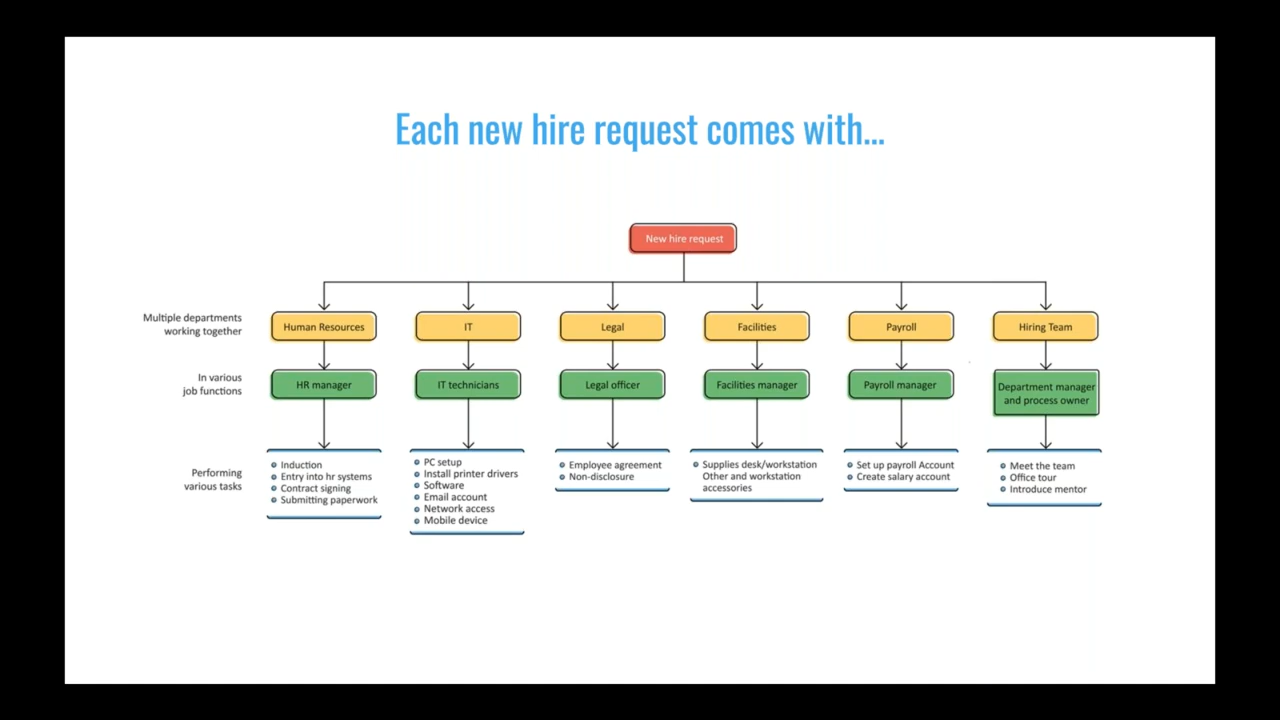 Each new hire request comes with...
New hire request
Multiple departments
working together
Human Resources
IT
Legal
Facilities
Payroll
Hiring Team
In various
job functions
HR manager
IT technicians
Legal officer
Facilities manager
Payroll manager
Department manager
and process owner
Performing
various tasks
Induction
Entry into hr systems
Contract signing
Submitting paperwork
PC setup
Install printer drivers
Software
Email account
Network access
Mobile device
Employee agreement
Non-disclosure
Supplies desk/workstation
Other and workstation
accessories
Set up payroll Account
Create salary account
Meet the team
Office tour
Introduce mentor